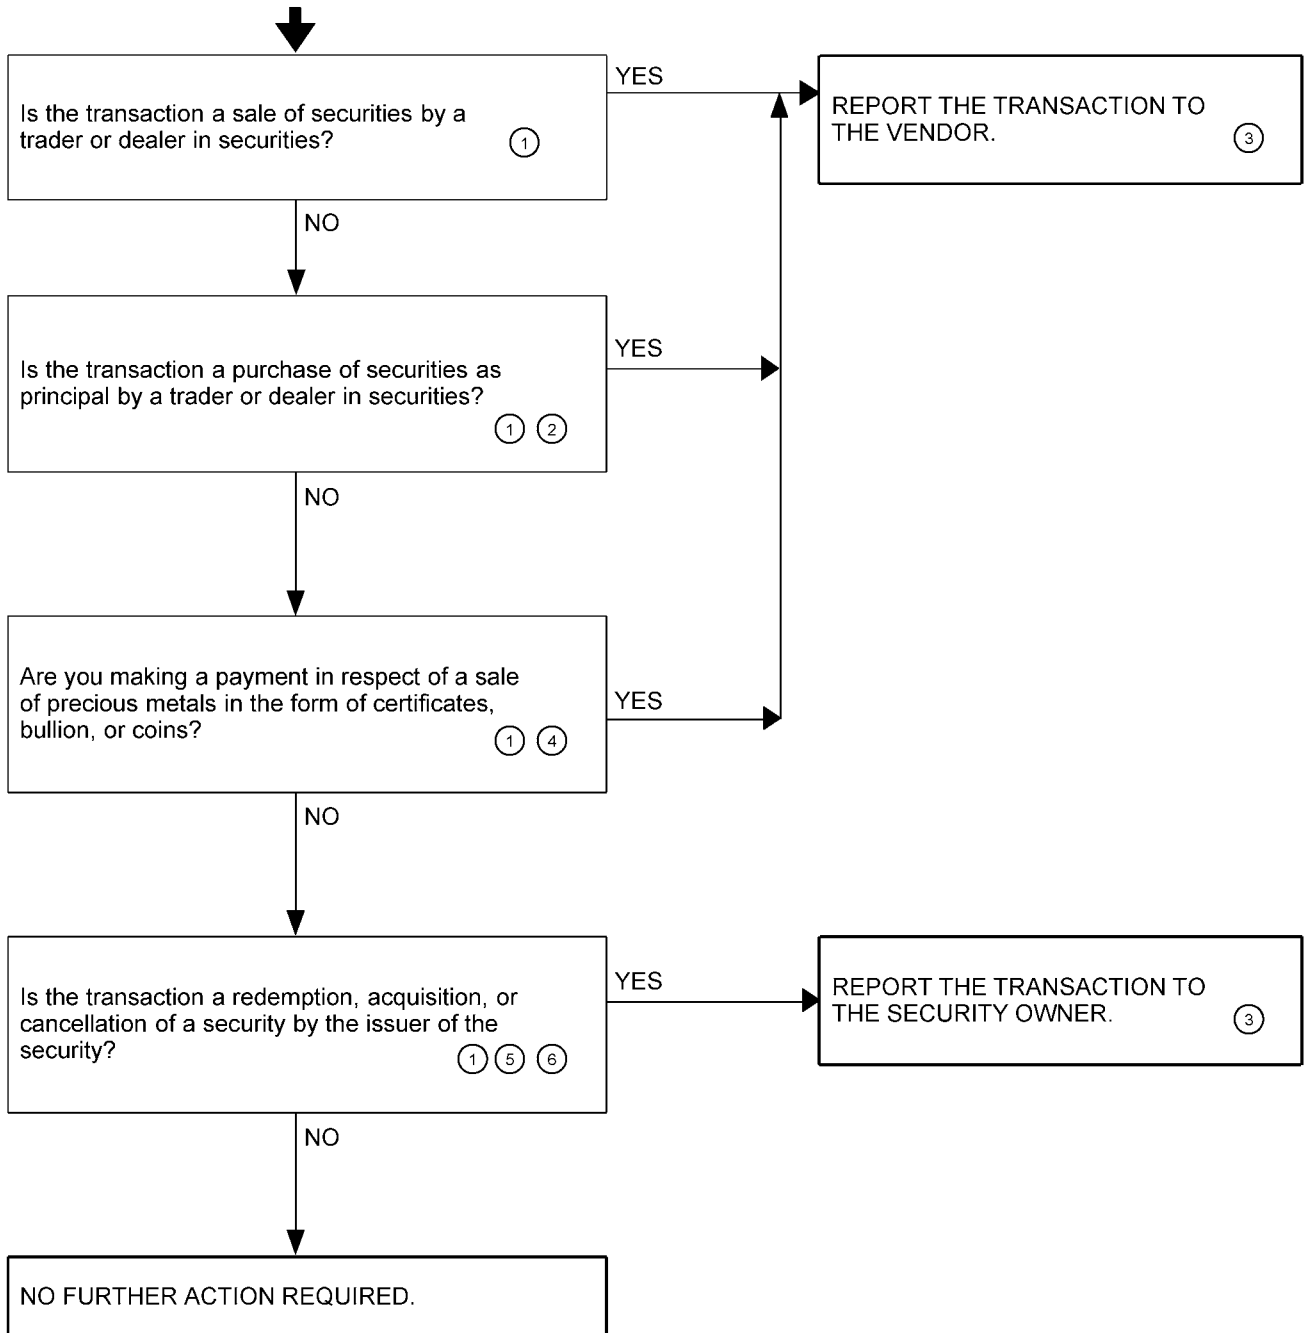 YES
Is the transaction a sale of securities by a
trader or dealer in securities?
1
REPORT THE TRANSACTION TO
THE VENDOR.
3
NO
YES
Is the transaction a purchase of securities as
principal by a trader or dealer in securities?
1 2
NO
Are you making a payment in respect of a sale
of precious metals in the form of certificates,
bullion, or coins?
1 4
YES
NO
YES
Is the transaction a redemption, acquisition, or
cancellation of a security by the issuer of the
security?
1 5 6
REPORT THE TRANSACTION TO
THE SECURITY OWNER.
3
NO
NO FURTHER ACTION REQUIRED.